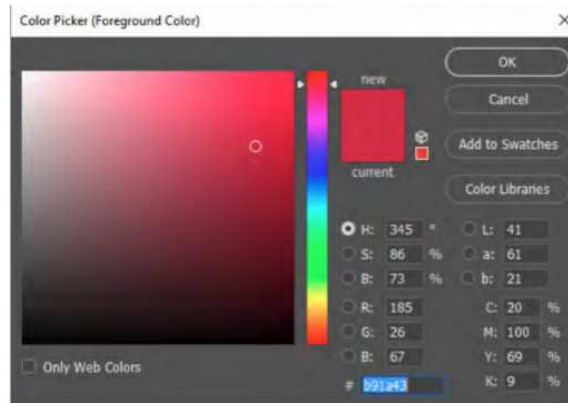 Color Picker (Foreground Color)
new
current
OK
Cancel
Add to Swatches
Color Libraries
H: 345 °
S: 86 %
B: 73 %
R: 185
G: 26
B: 67
# b91a43
L: 41
a: 61
b: 21
C: 20 %
M: 100 %
Y: 69 %
K: 9 %
Only Web Colors